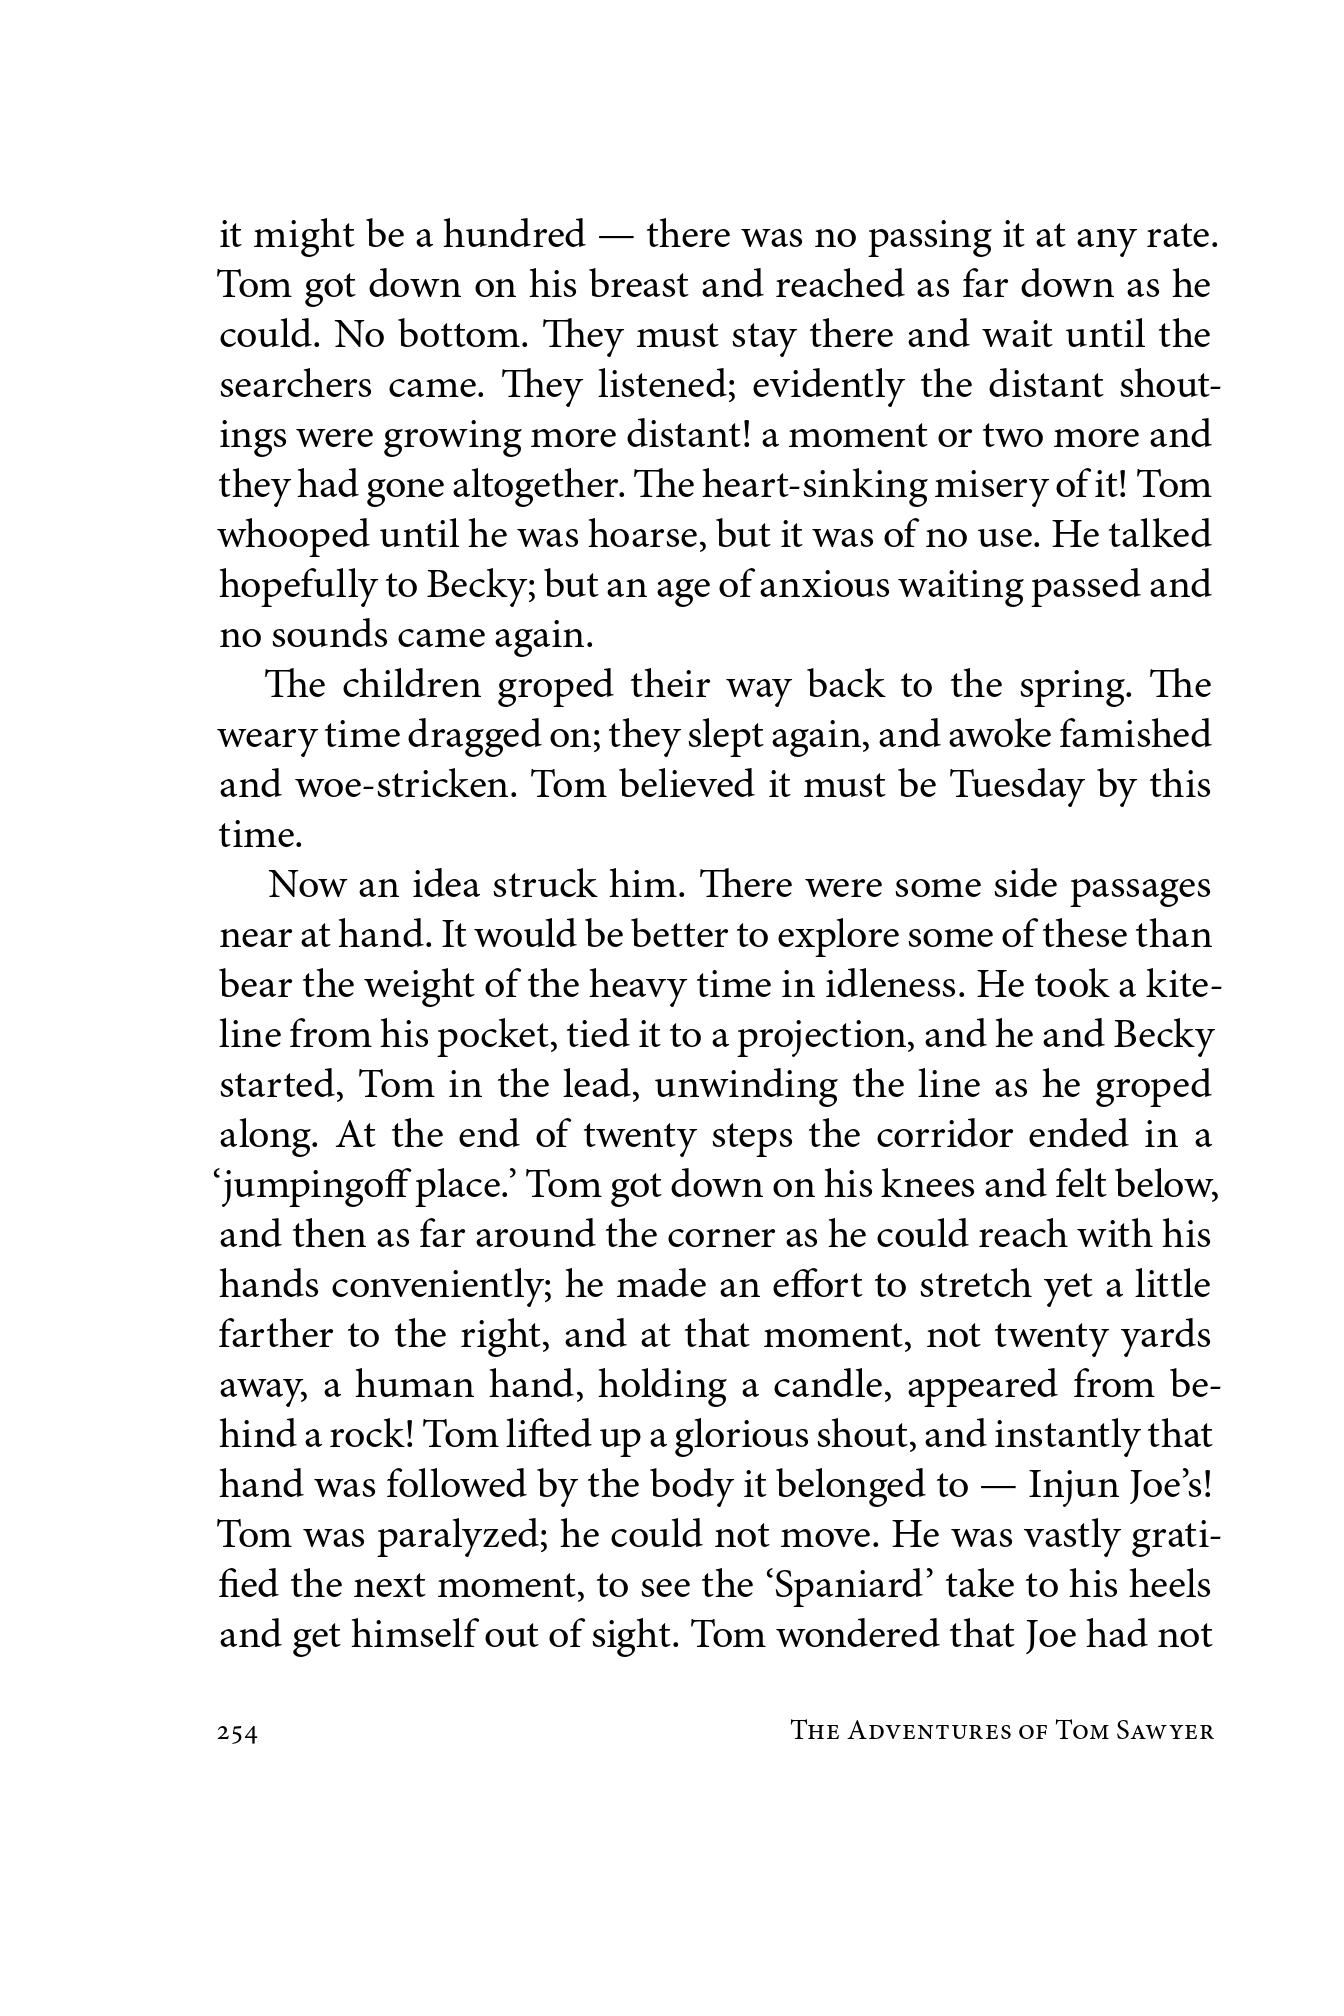 it might be a hundred — there was no passing it at any rate.
Tom got down on his breast and reached as far down as he
could. No bottom. They must stay there and wait until the
searchers came. They listened; evidently the distant shout-
ings were growing more distant! a moment or two more and
they had gone altogether. The heart-sinking misery of it! Tom
whooped until he was hoarse, but it was of no use. He talked
hopefully to Becky; but an age of anxious waiting passed and
no sounds came again.
The children groped their way back to the spring. The
weary time dragged on; they slept again, and awoke famished
and woe-stricken. Tom believed it must be Tuesday by this
time.
Now an idea struck him. There were some side passages
near at hand. It would be better to explore some of these than
bear the weight of the heavy time in idleness. He took a kite-
line from his pocket, tied it to a projection, and he and Becky
started, Tom in the lead, unwinding the line as he groped
along. At the end of twenty steps the corridor ended in a
‘jumpingoff place.’ Tom got down on his knees and felt below,
and then as far around the corner as he could reach with his
hands conveniently; he made an effort to stretch yet a little
farther to the right, and at that moment, not twenty yards
away, a human hand, holding a candle, appeared from be-
hind a rock! Tom lifted up a glorious shout, and instantly that
hand was followed by the body it belonged to — Injun Joe’s!
Tom was paralyzed; he could not move. He was vastly grati-
fied the next moment, to see the ‘Spaniard’ take to his heels
and get himself out of sight. Tom wondered that Joe had not
254 The Adventures of Tom Sawyer